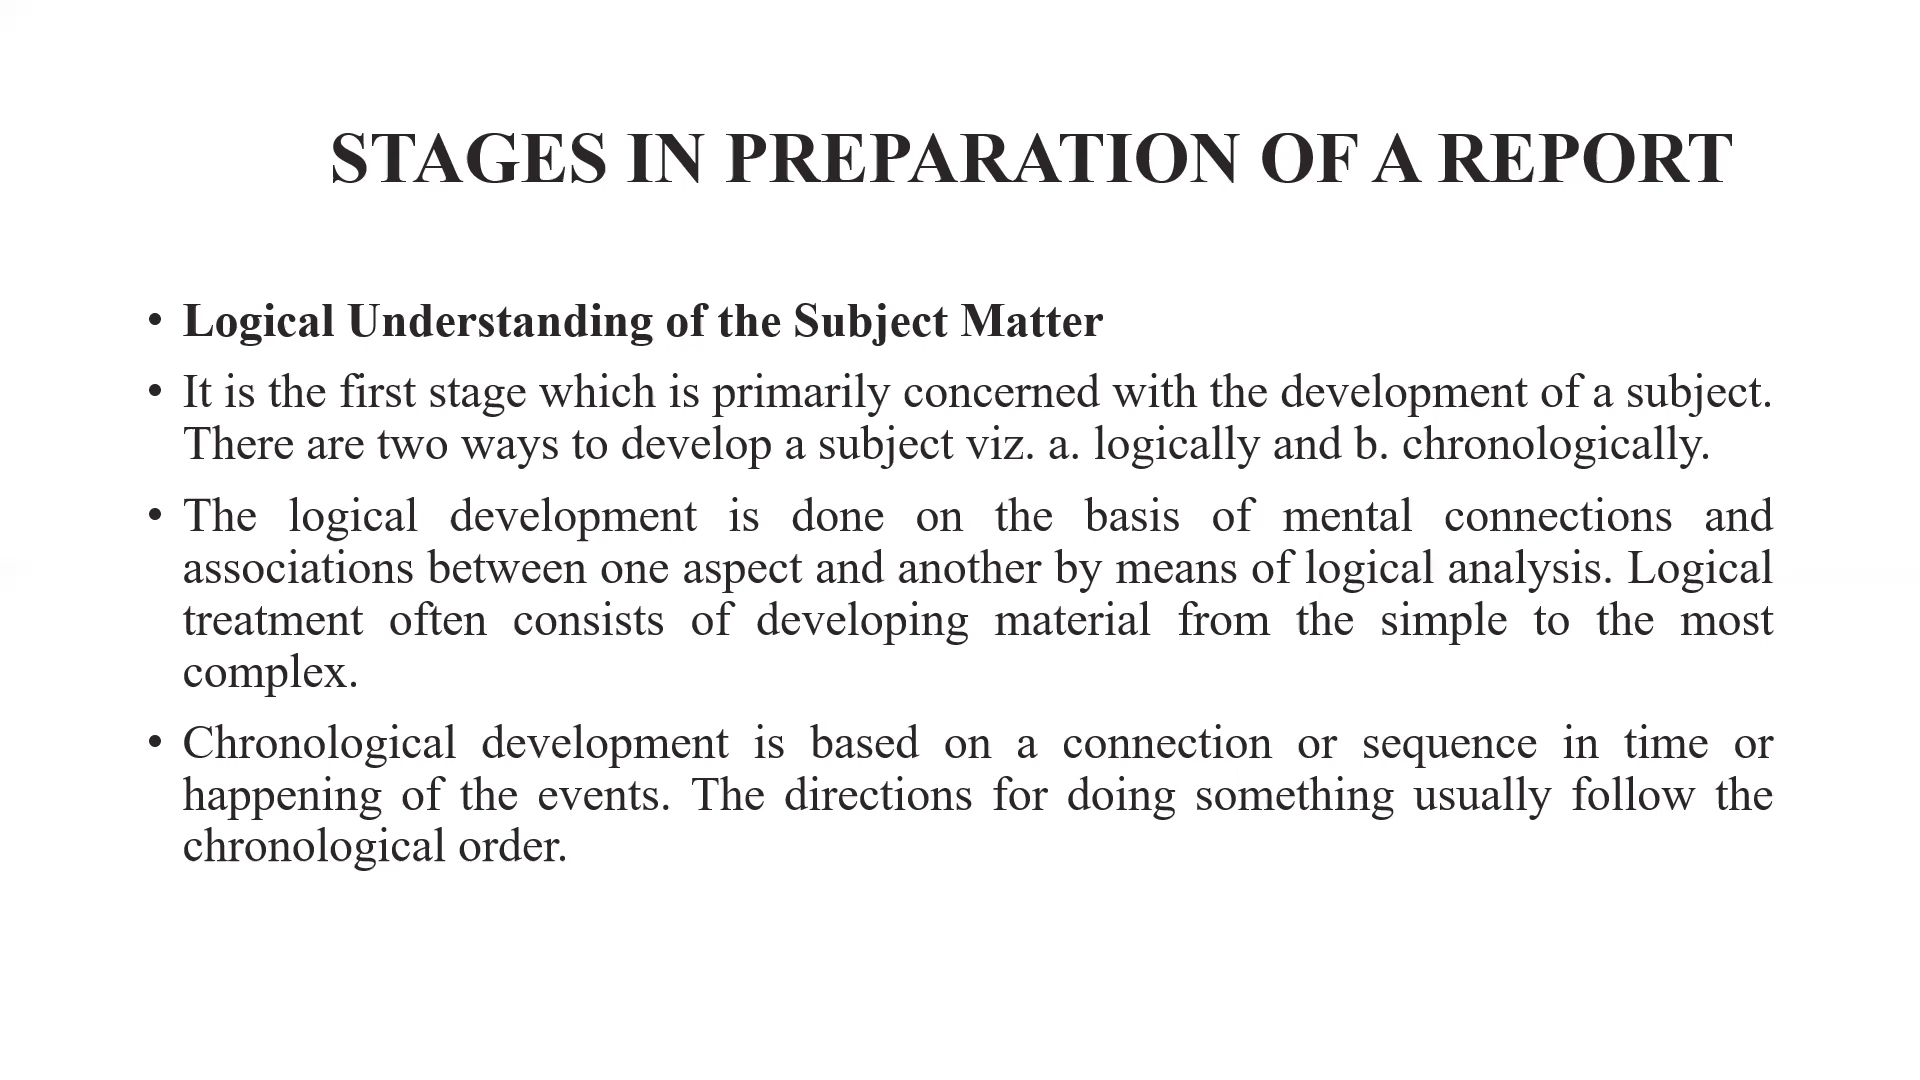 STAGES IN PREPARATION OF A REPORT
• Logical Understanding of the Subject Matter
• It is the first stage which is primarily concerned with the development of a subject.
There are two ways to develop a subject viz. a. logically and b. chronologically.
• The logical development is done on the basis of mental connections and
associations between one aspect and another by means of logical analysis. Logical
treatment often consists of developing material from the simple to the most
complex.
• Chronological development is based on a connection or sequence in time or
happening of the events. The directions for doing something usually follow the
chronological order.